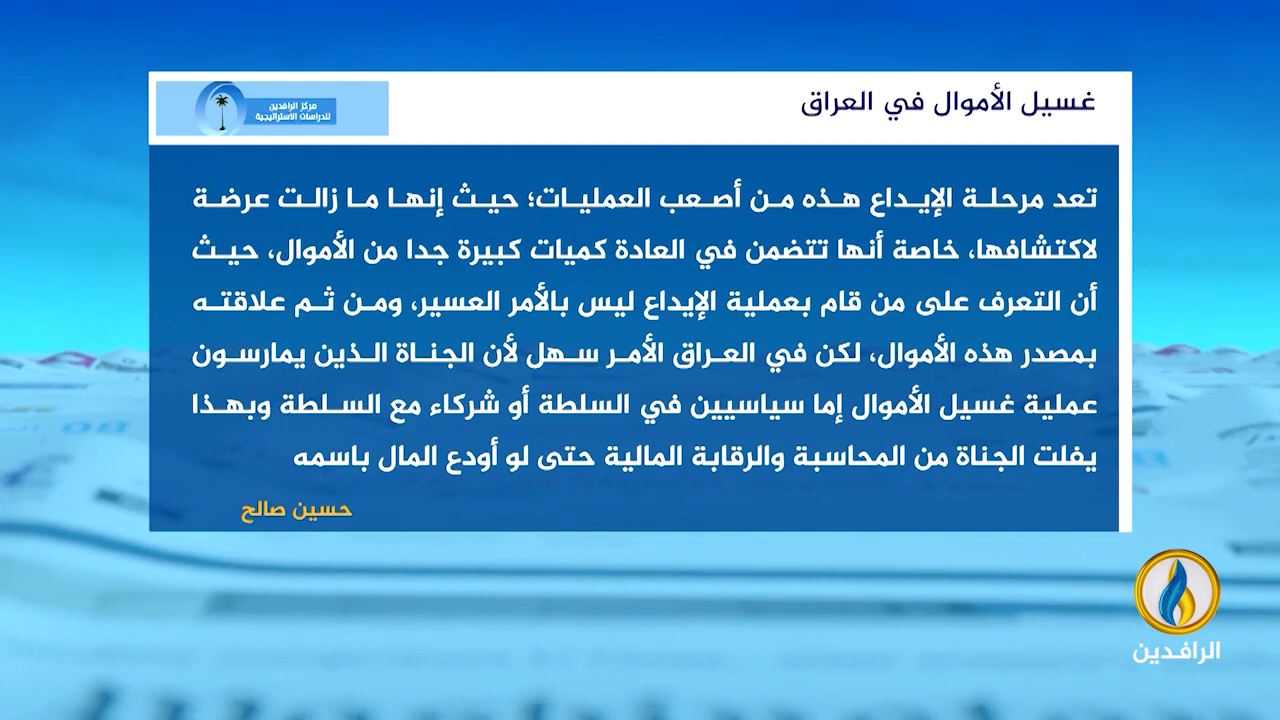 غسيل الأموال في العراق
مركز الرافدين
للدراسات الاستراتيجية
تعد مرحلة الإيداع هذه من أصعب العمليات؛ حيث إنها ما زالت عرضة
لاكتشافها، خاصة أنها تتضمن في العادة كميات كبيرة جدا من الأموال، حيث
أن التعرف على من قام بعملية الإيداع ليس بالأمر العسير، ومن ثم علاقته
بمصدر هذه الأموال، لكن في العراق الأمر سهل لأن الجناة الذين يمارسون
عملية غسيل الأموال إما سياسيين في السلطة أو شركاء مع السلطة وبهذا
يفلت الجناة من المحاسبة والرقابة المالية حتى لو أودع المال باسمه
حسين صالح
الرافدين